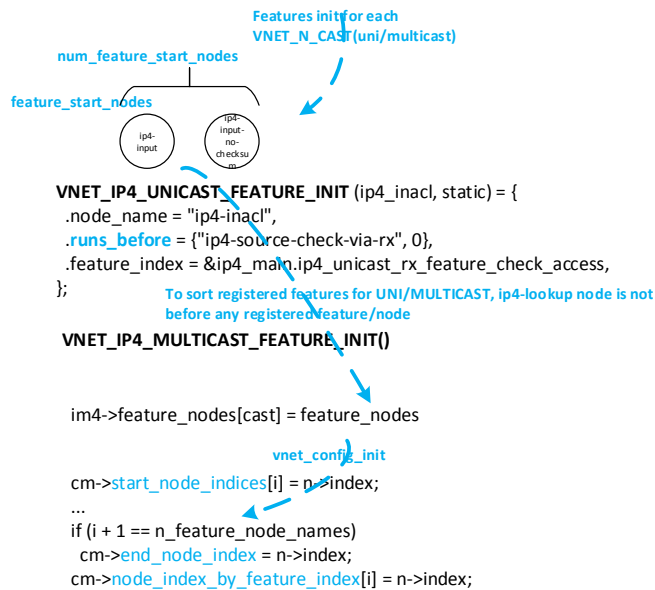 Features init for each
VNET_N_CAST(uni/multicast)
num_feature_start_nodes
feature_start_nodes
ip4-
input
ip4-
input-
no-
checksu
m
VNET_IP4_UNICAST_FEATURE_INIT (ip4_inacl, static) = {
.node_name = "ip4-inacl",
.runs_before = {"ip4-source-check-via-rx", 0},
.feature_index = &ip4_main.ip4_unicast_rx_feature_check_access,
};
To sort registered features for UNI/MULTICAST, ip4-lookup node is not
before any registered feature/node
VNET_IP4_MULTICAST_FEATURE_INIT()
im4->feature_nodes[cast] = feature_nodes
vnet_config_init
cm->start_node_indices[i] = n->index;
...
if (i + 1 == n_feature_node_names)
cm->end_node_index = n->index;
cm->node_index_by_feature_index[i] = n->index;